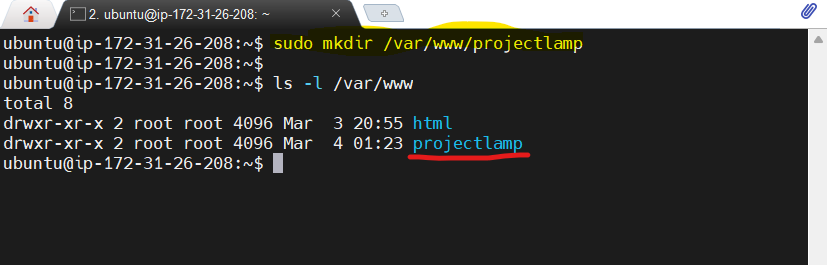 2. ubuntu@ip-172-31-26-208: ~
ubuntu@ip-172-31-26-208:~$ sudo mkdir /var/www/projectlamp
ubuntu@ip-172-31-26-208:~$
ubuntu@ip-172-31-26-208:~$ ls -l /var/www
total 8
drwxr-xr-x 2 root root 4096 Mar  3 20:55 html
drwxr-xr-x 2 root root 4096 Mar  4 01:23 projectlamp
ubuntu@ip-172-31-26-208:~$